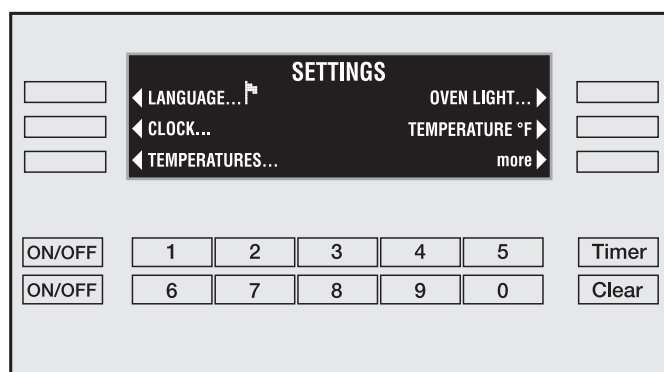 SETTINGS
LANGUAGE... OVEN LIGHT...
CLOCK... TEMPERATURE °F
TEMPERATURES... more
ON/OFF 1 2 3 4 5 Timer
ON/OFF 6 7 8 9 0 Clear